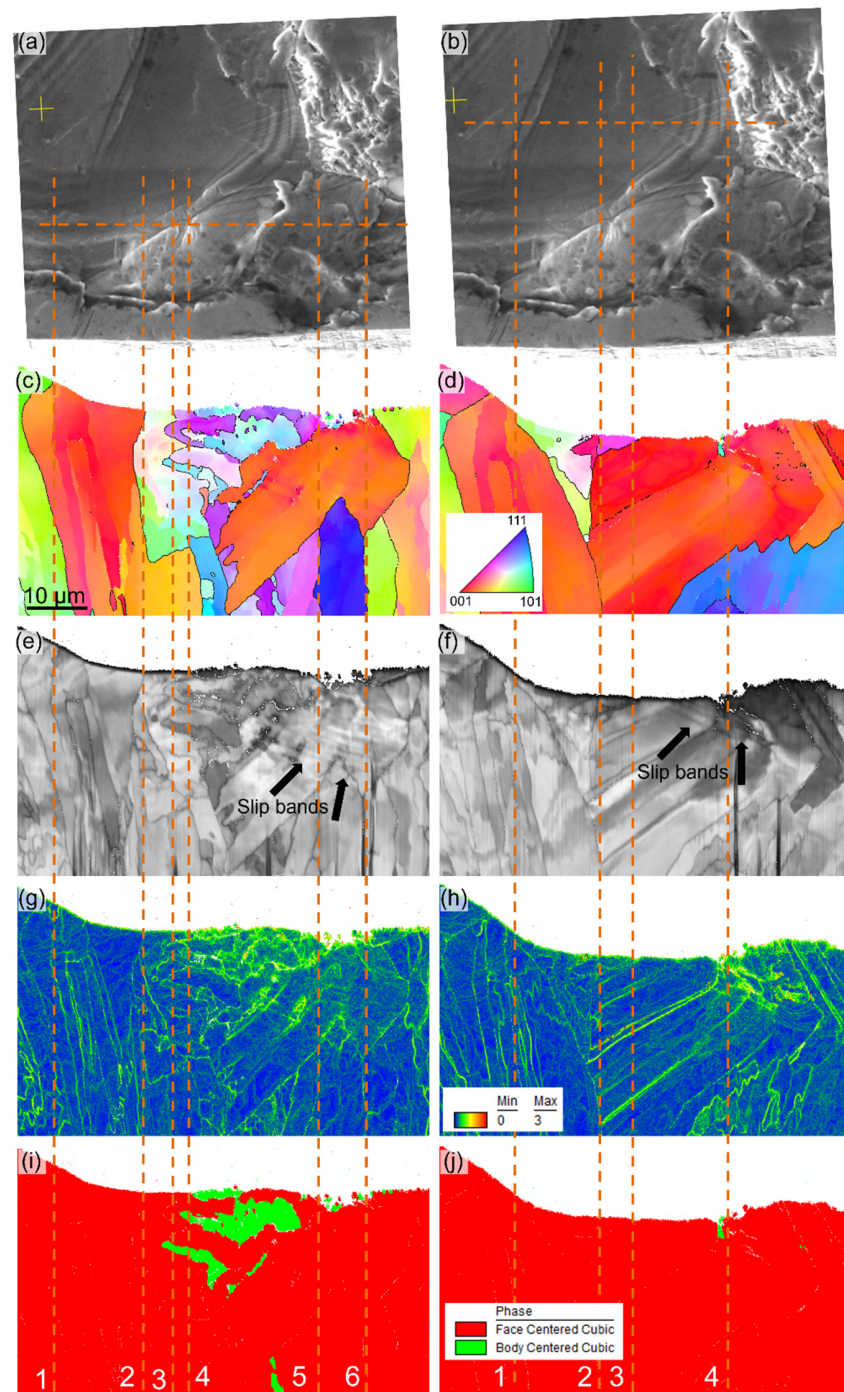 (a)
(b)
(c)
(d)
10 µm
111
001
101
(e)
(f)
Slip bands
Slip bands
(g)
(h)
Min Max
0 3
(i)
(j)
Phase
Face Centered Cubic
Body Centered Cubic
1 2 3 4 5 6
1 2 3 4